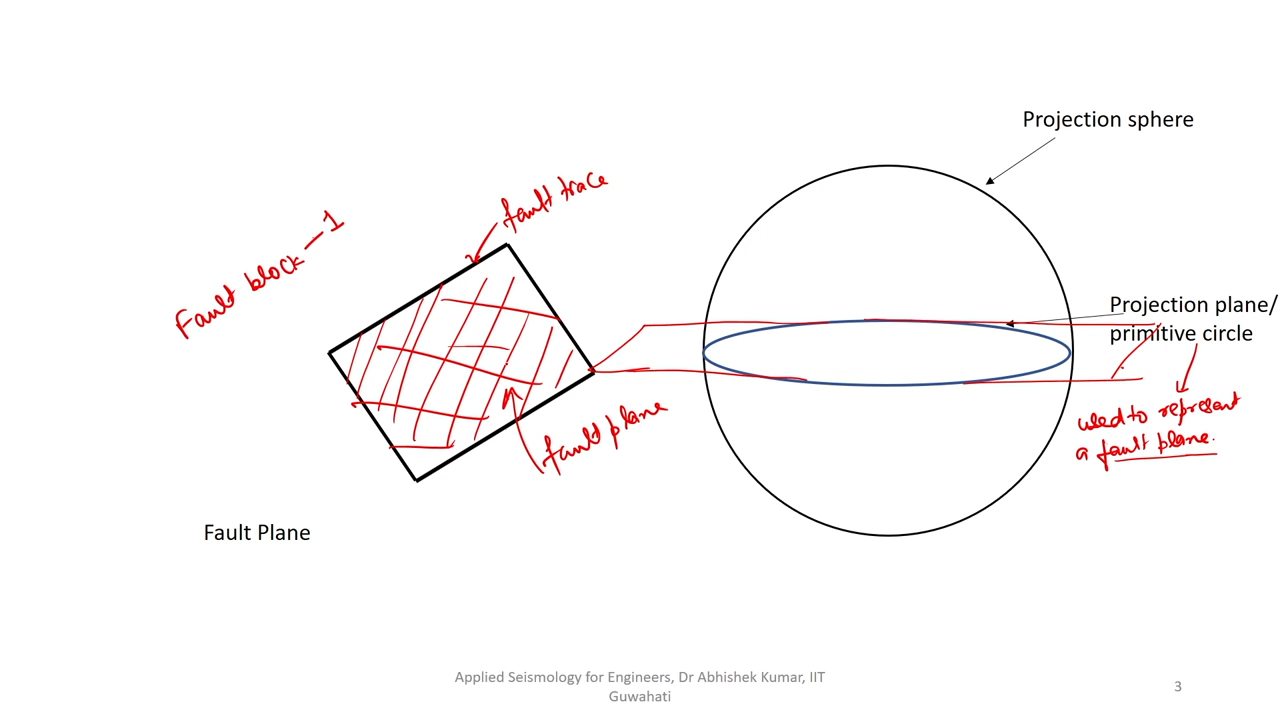 Projection sphere
fault trace
Fault block - 1
Projection plane/
primitive circle
used to represent
a fault plane.
fault plane
Fault Plane
Applied Seismology for Engineers, Dr Abhishek Kumar, IIT
Guwahati
3